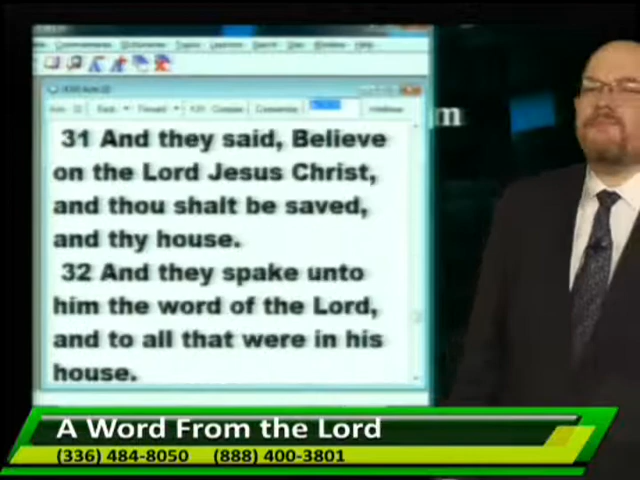 31 And they said, Believe
on the Lord Jesus Christ,
and thou shalt be saved,
and thy house.
32 And they spake unto
him the word of the Lord,
and to all that were in his
house.
A Word From the Lord
(336) 484-8050 (888) 400-3801